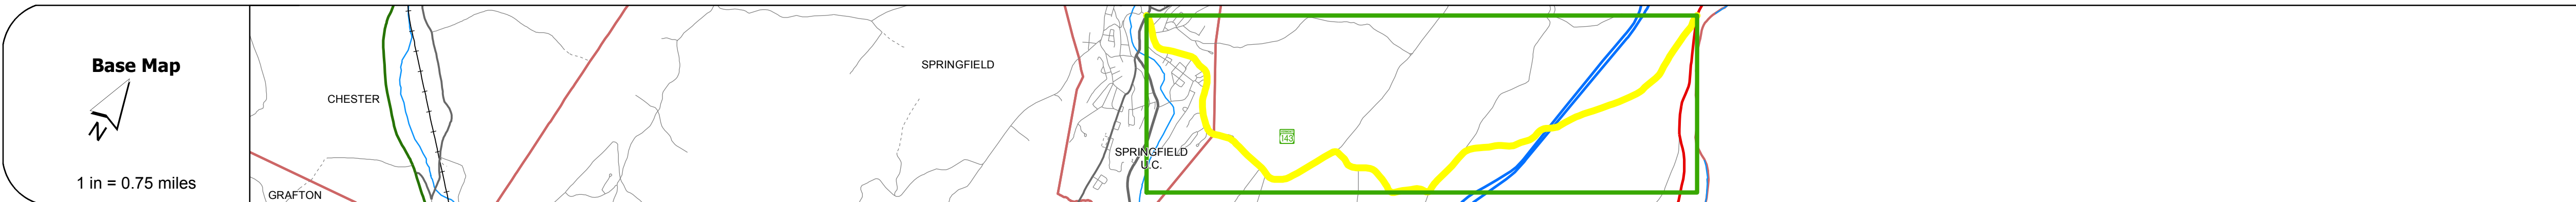 Base Map
N
1 in = 0.75 miles
CHESTER
GRAFTON
SPRINGFIELD
SPRINGFIELD
U.C.
143